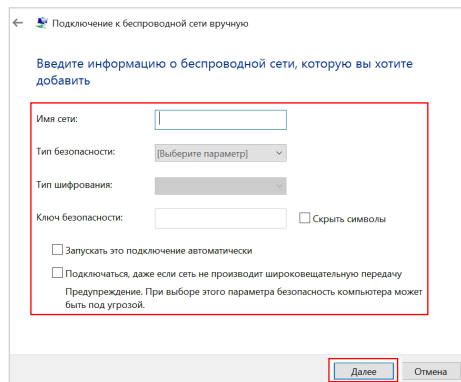 Подключение к беспроводной сети вручную
Введите информацию о беспроводной сети, которую вы хотите
добавить
Имя сети:
Тип безопасности: [Выберите параметр]
Тип шифрования:
Ключ безопасности: Скрыть символы
Запускать это подключение автоматически
Подключаться, даже если сеть не производит широковещательную передачу
Предупреждение. При выборе этого параметра безопасность компьютера может
быть под угрозой.
Далее Отмена